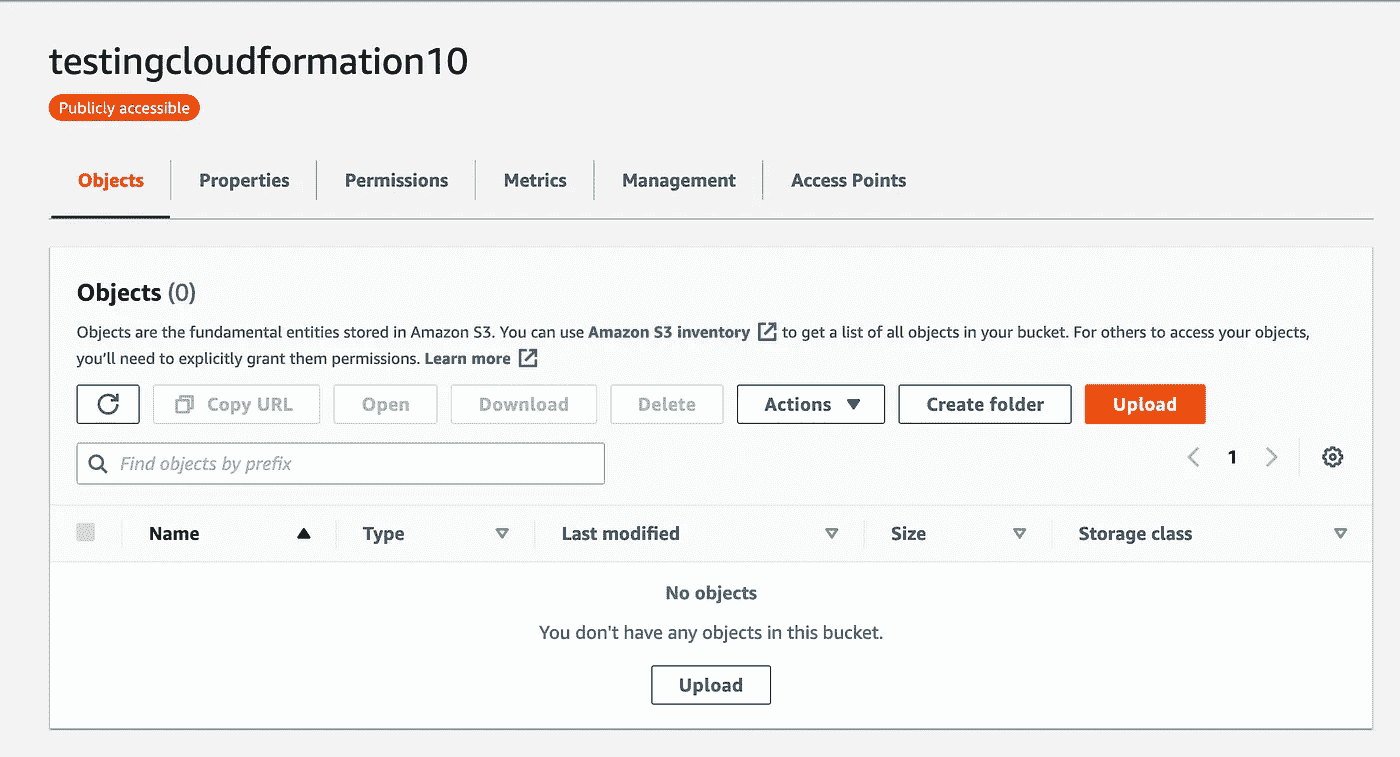 testingcloudformation10
Publicly accessible
Objects Properties Permissions Metrics Management Access Points
Objects (0)
Objects are the fundamental entities stored in Amazon S3. You can use Amazon S3 inventory to get a list of all objects in your bucket. For others to access your objects,
you’ll need to explicitly grant them permissions. Learn more
Copy URL Open Download Delete Actions Create folder Upload
Find objects by prefix 1
Name Type Last modified Size Storage class
No objects
You don't have any objects in this bucket.
Upload